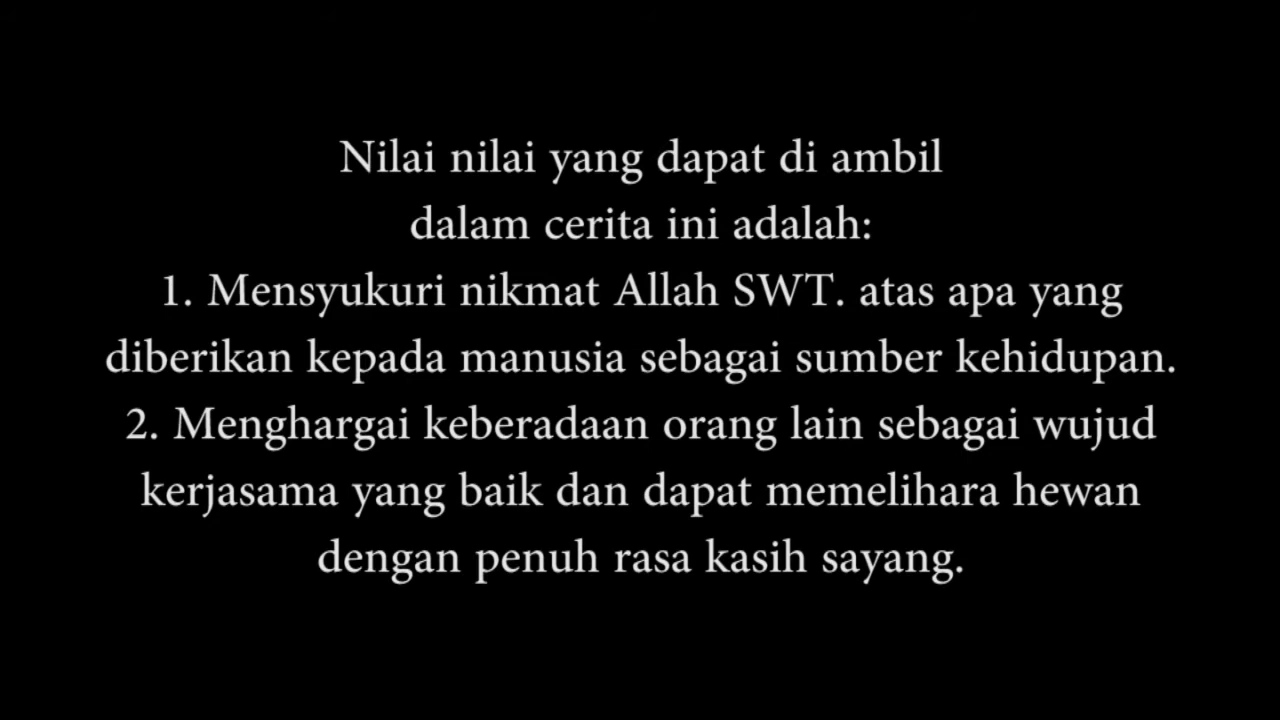 Nilai nilai yang dapat di ambil
dalam cerita ini adalah:
1. Mensyukuri nikmat Allah SWT. atas apa yang
diberikan kepada manusia sebagai sumber kehidupan.
2. Menghargai keberadaan orang lain sebagai wujud
kerjasama yang baik dan dapat memelihara hewan
dengan penuh rasa kasih sayang.